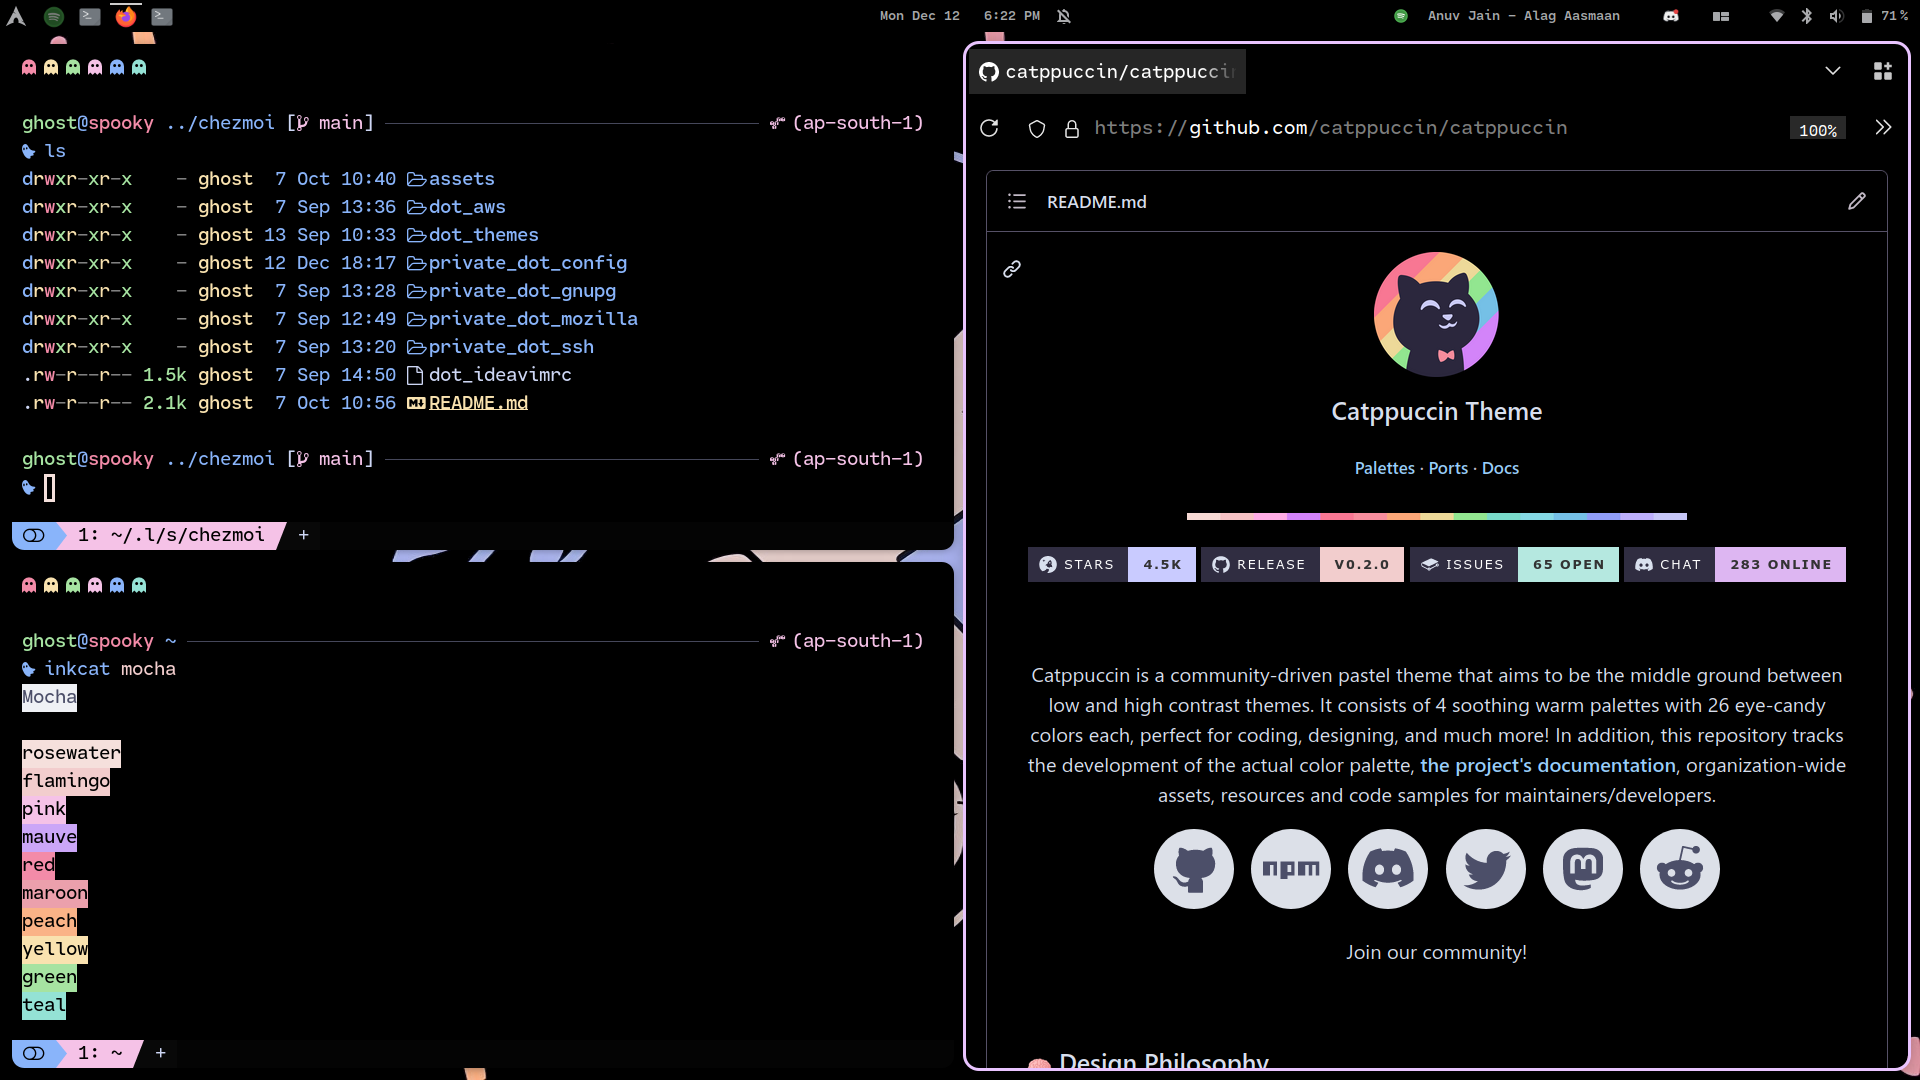 Mon Dec 12 6:22 PM
Anuv Jain - Alag Aasmaan
71%
ghost@spooky ../chezmoi [ main] (ap-south-1)
ls
drwxr-xr-x - ghost 7 Oct 10:40 assets
drwxr-xr-x - ghost 7 Sep 13:36 dot_aws
drwxr-xr-x - ghost 13 Sep 10:33 dot_themes
drwxr-xr-x - ghost 12 Dec 18:17 private_dot_config
drwxr-xr-x - ghost 7 Sep 13:28 private_dot_gnupg
drwxr-xr-x - ghost 7 Sep 12:49 private_dot_mozilla
drwxr-xr-x - ghost 7 Sep 13:20 private_dot_ssh
.rw-r--r-- 1.5k ghost 7 Sep 14:50 dot_ideavimrc
.rw-r--r-- 2.1k ghost 7 Oct 10:56 README.md
ghost@spooky ../chezmoi [ main] (ap-south-1)
1: ~/.l/s/chezmoi +
ghost@spooky ~ (ap-south-1)
inkcat mocha
Mocha
rosewater
flamingo
pink
mauve
red
maroon
peach
yellow
green
teal
1: ~ +
catppuccin/catppuccin
https://github.com/catppuccin/catppuccin
100%
README.md
Catppuccin Theme
Palettes · Ports · Docs
STARS 4.5K RELEASE V0.2.0 ISSUES 65 OPEN CHAT 283 ONLINE
Catppuccin is a community-driven pastel theme that aims to be the middle ground between
low and high contrast themes. It consists of 4 soothing warm palettes with 26 eye-candy
colors each, perfect for coding, designing, and much more! In addition, this repository tracks
the development of the actual color palette, the project's documentation, organization-wide
assets, resources and code samples for maintainers/developers.
npm
Join our community!
Design Philosophy